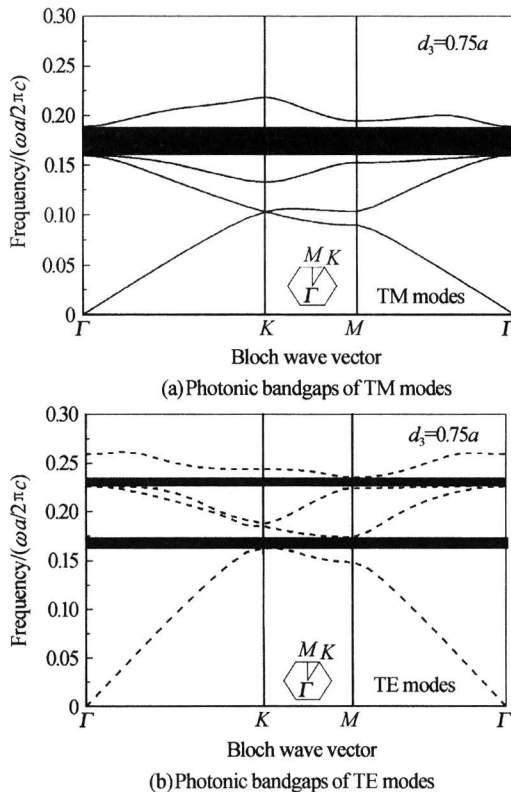 0.30
d₃=0.75a
0.25
0.20
0.15
0.10
0.05
0
Frequency/(ωa/2πc)
M K
Γ
TM modes
Γ K M Γ
Bloch wave vector
(a) Photonic bandgaps of TM modes
0.30
d₃=0.75a
0.25
0.20
0.15
0.10
0.05
0
Frequency/(ωa/2πc)
M K
Γ
TE modes
Γ K M Γ
Bloch wave vector
(b) Photonic bandgaps of TE modes